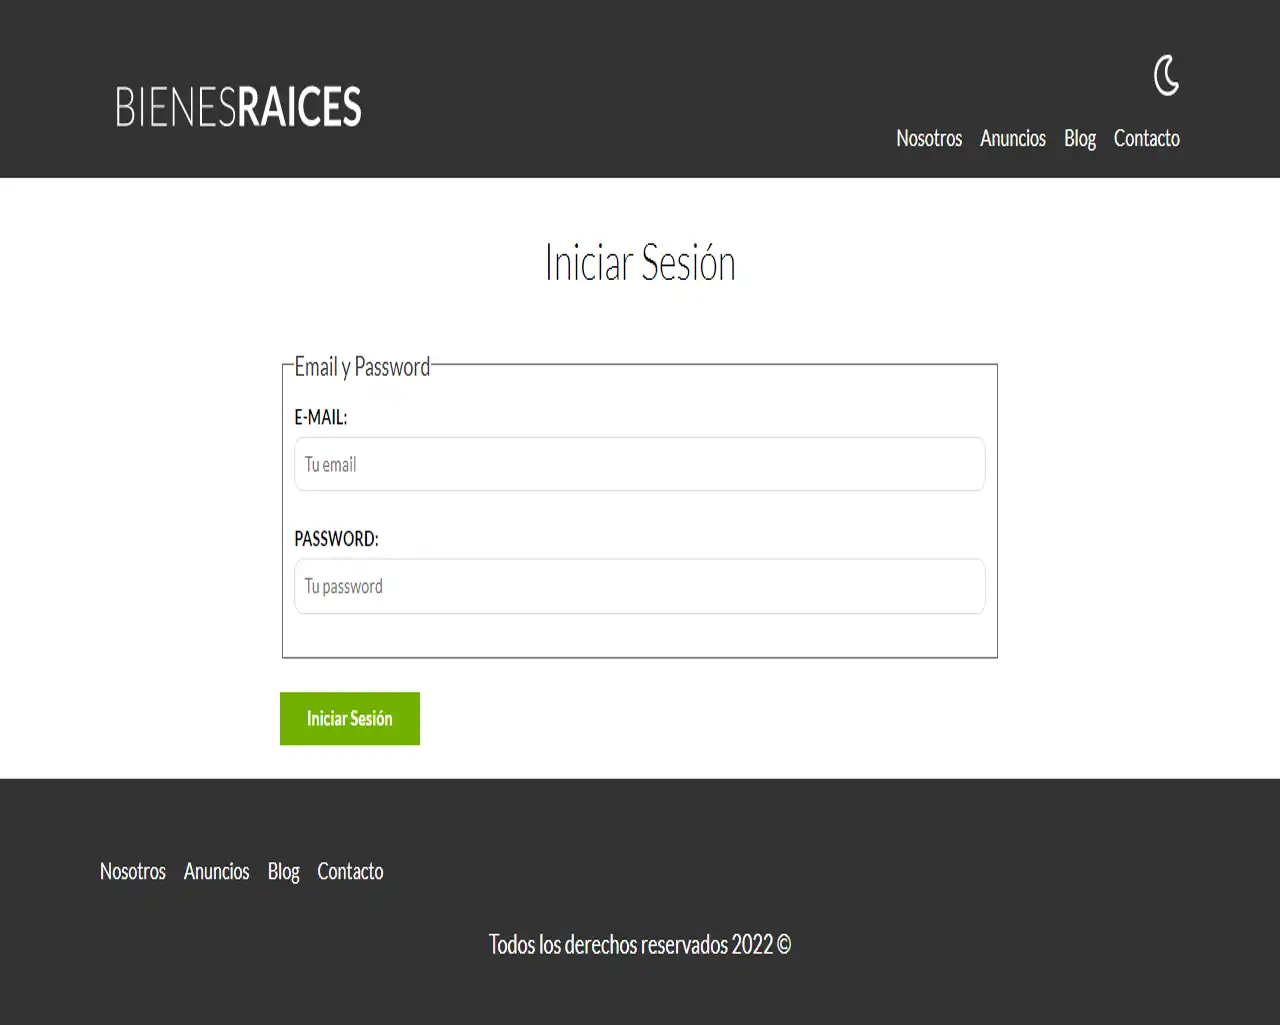 BIENESRAICES
Nosotros Anuncios Blog Contacto
Iniciar Sesión
Email y Password
E-MAIL:
Tu email
PASSWORD:
Tu password
Iniciar Sesión
Nosotros Anuncios Blog Contacto
Todos los derechos reservados 2022 ©